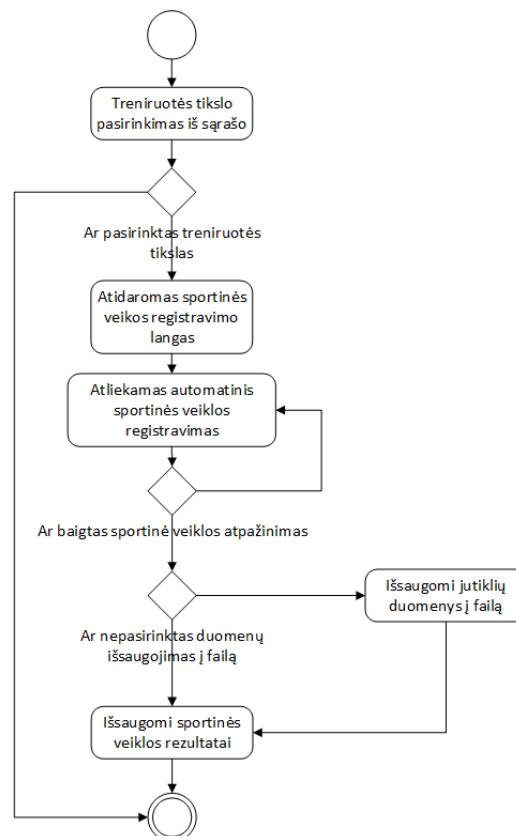 Treniruotės tikslo
pasirinkimas iš sąrašo
Ar pasirinktas treniruotės
tikslas
Atidaromas sportinės
veikos registravimo
langas
Atliekamas automatinis
sportinės veiklos
registravimas
Ar baigtas sportinė veiklos atpažinimas
Išsaugomi jutiklių
duomenys į failą
Ar nepasirinktas duomenų
išsaugojimas į failą
Išsaugomi sportinės
veiklos rezultatai